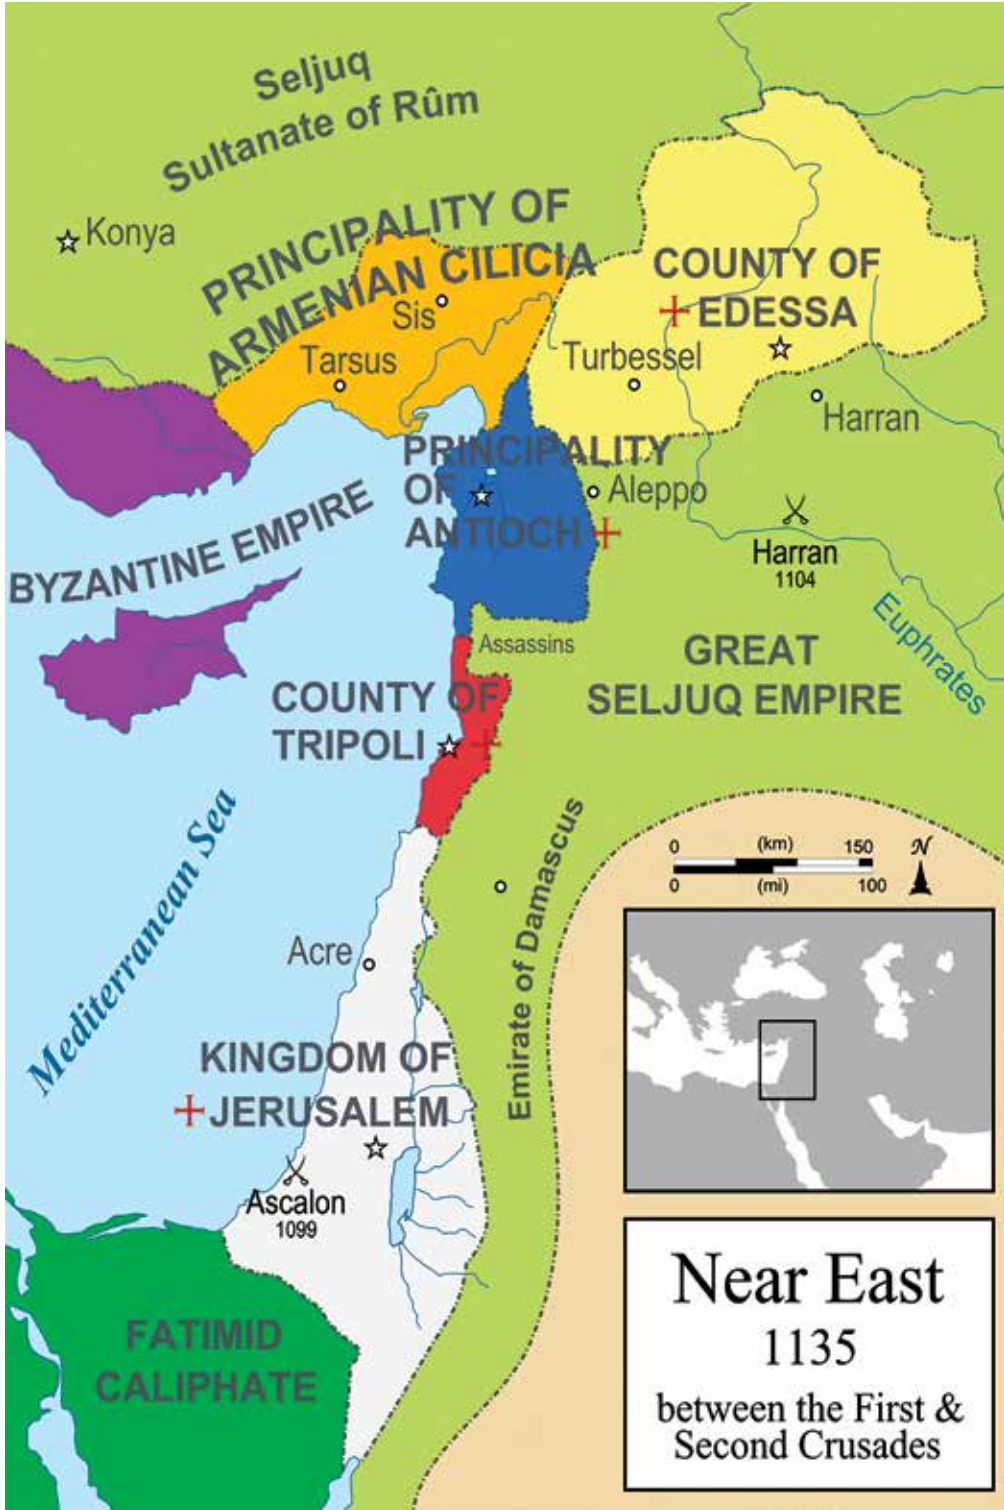 Seljuq
Sultanate of Rûm
Konya
PRINCIPALITY OF
ARMENIAN CILICIA
Sis
Tarsus
COUNTY OF
EDESSA
Turbessel
Harran
PRINCIPALITY
OF
ANTIOCH
Aleppo
Harran
1104
BYZANTINE EMPIRE
Euphrates
Assassins
GREAT
SELJUQ EMPIRE
COUNTY OF
TRIPOLI
Mediterranean Sea
Emirate of Damascus
0 (km) 150
0 (mi) 100
N
Acre
KINGDOM OF
JERUSALEM
Ascalon
1099
FATIMID
CALIPHATE
Near East
1135
between the First &
Second Crusades